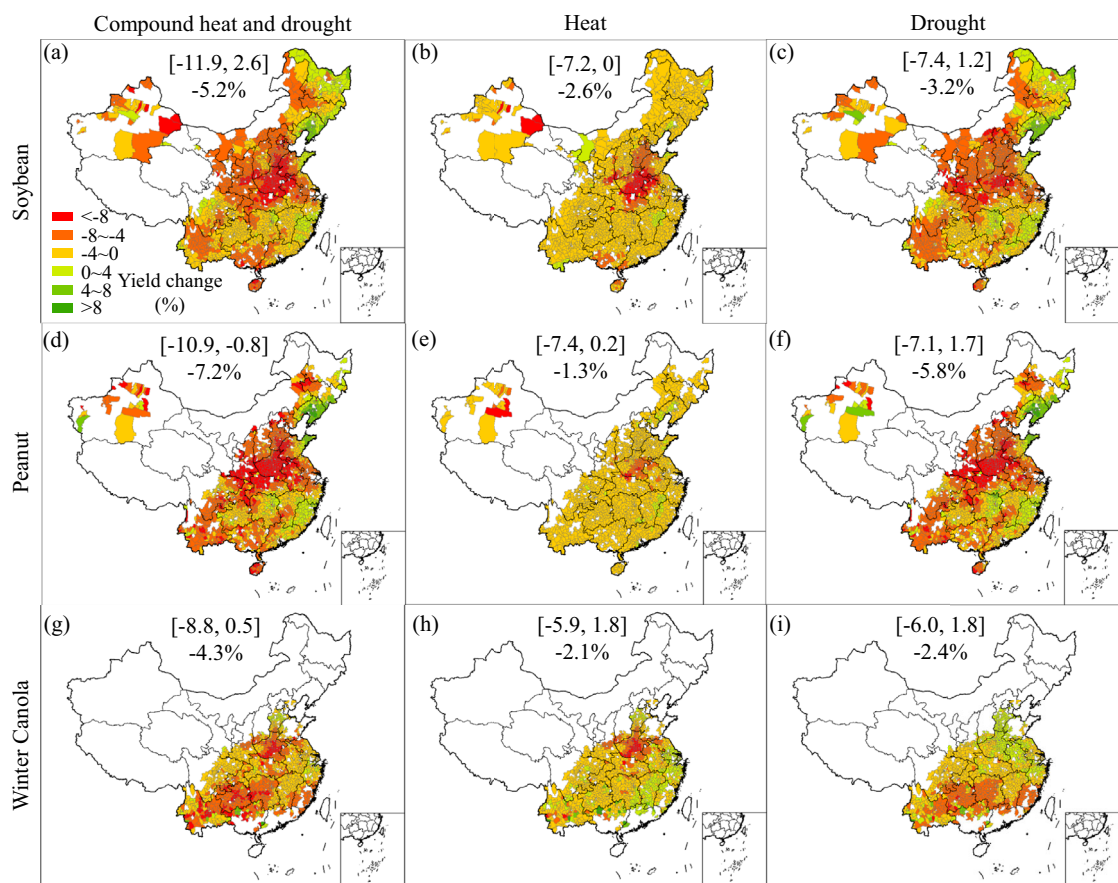 Compound heat and drought
Heat
Drought
Soybean
(a)
[-11.9, 2.6]
-5.2%
<-8
-8~-4
-4~0
0~4
4~8
>8
Yield change
(%)
(b)
[-7.2, 0]
-2.6%
(c)
[-7.4, 1.2]
-3.2%
Peanut
(d)
[-10.9, -0.8]
-7.2%
(e)
[-7.4, 0.2]
-1.3%
(f)
[-7.1, 1.7]
-5.8%
Winter Canola
(g)
[-8.8, 0.5]
-4.3%
(h)
[-5.9, 1.8]
-2.1%
(i)
[-6.0, 1.8]
-2.4%